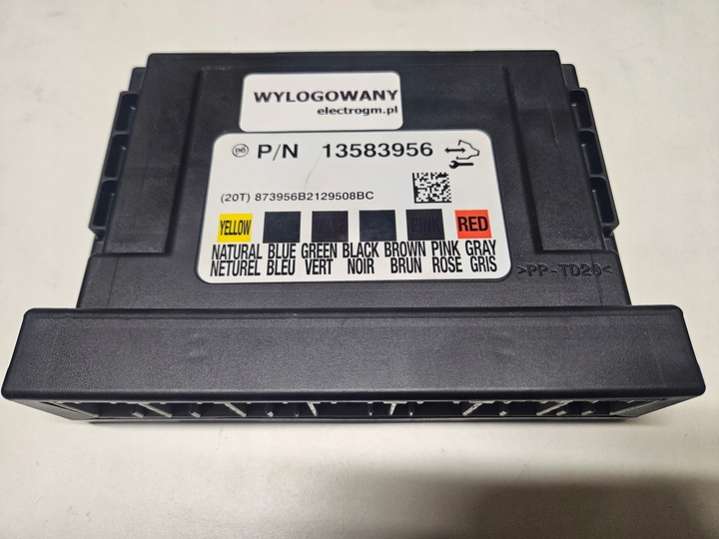 WYLOGOWANY
electrogm.pl
P/N 13583956
(20T) 873956B2129508BC
YELLOW RED
NATURAL BLUE GREEN BLACK BROWN PINK GRAY
NETUREL BLEU VERT NOIR BRUN ROSE GRIS
>PP-TD20<